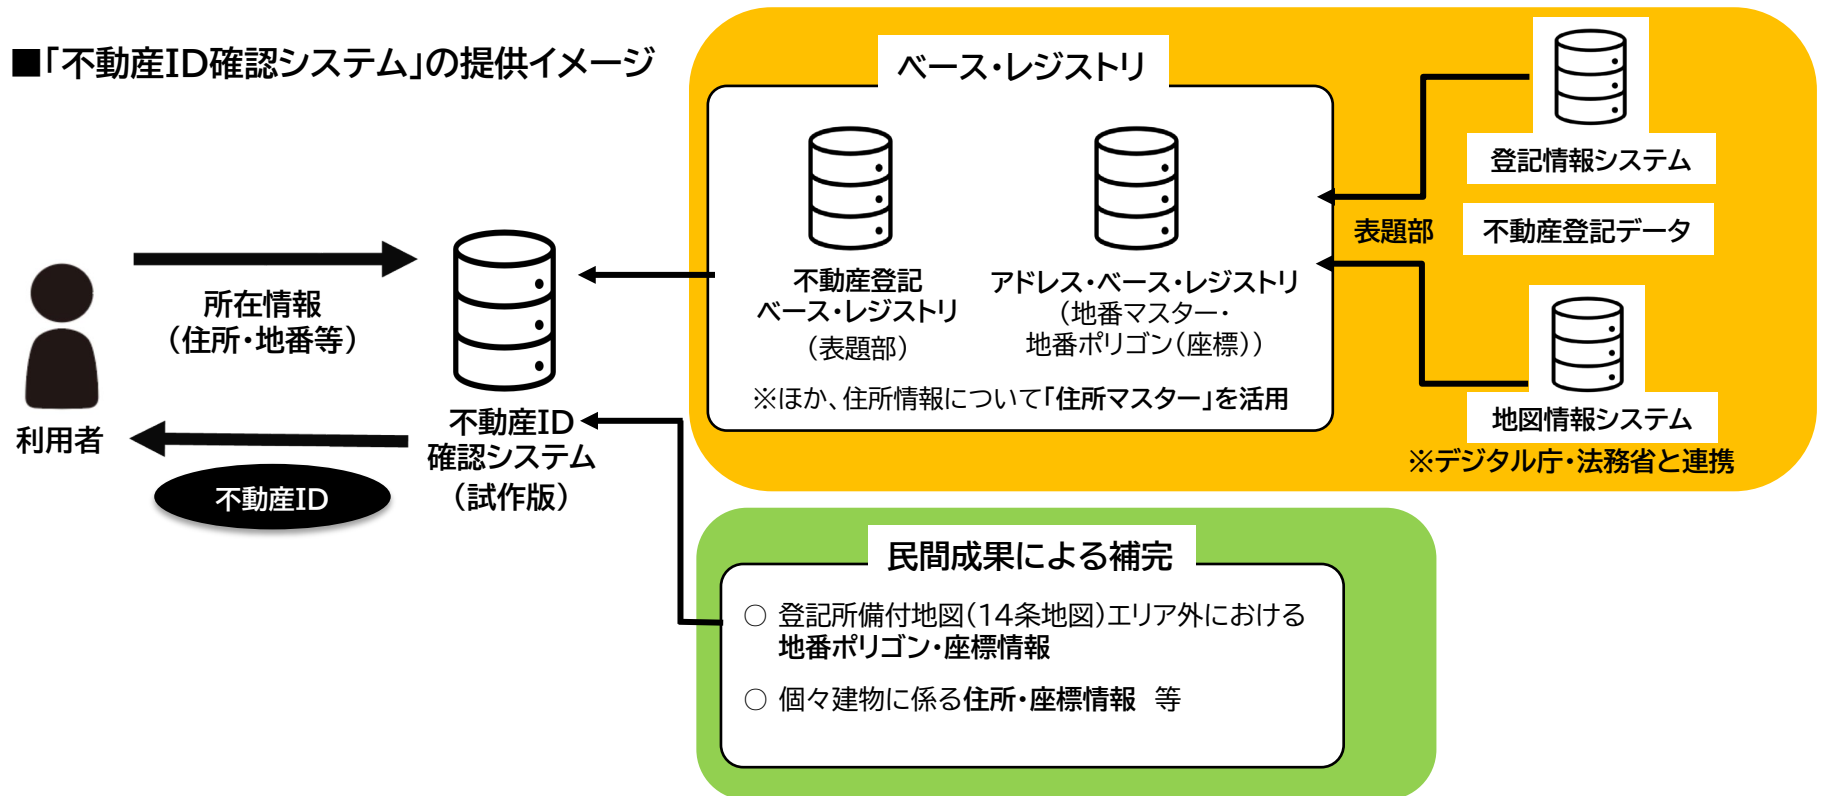 ■「不動産ID確認システム」の提供イメージ
利用者
所在情報
（住所・地番等）
不動産ID
不動産ID
確認システム
（試作版）
ベース・レジストリ
不動産登記
ベース・レジストリ
（表題部）
アドレス・ベース・レジストリ
（地番マスター・
地番ポリゴン（座標））
※ほか、住所情報について「住所マスター」を活用
表題部
登記情報システム
不動産登記データ
地図情報システム
※デジタル庁・法務省と連携
民間成果による補完
○ 登記所備付地図（14条地図）エリア外における
地番ポリゴン・座標情報
○ 個々建物に係る住所・座標情報　等